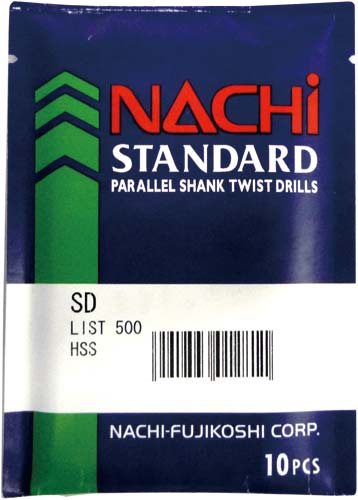 NACHi
STANDARD
PARALLEL SHANK TWIST DRILLS
SD
LIST 500
HSS
NACHI-FUJIKOSHI CORP.
10PCS